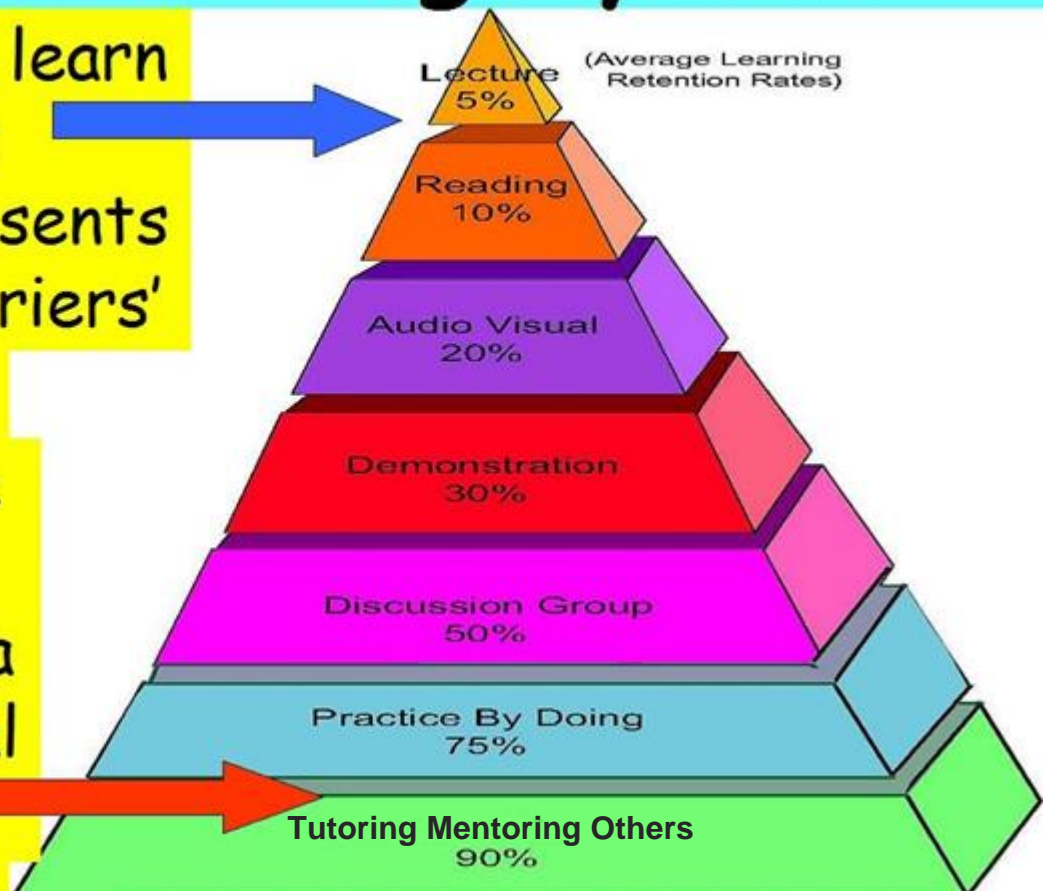 learn
sents
riers'
a
Lecture
5%
(Average Learning
Retention Rates)
Reading
10%
Audio Visual
20%
Demonstration
30%
Discussion Group
50%
Practice By Doing
75%
Tutoring Mentoring Others
90%